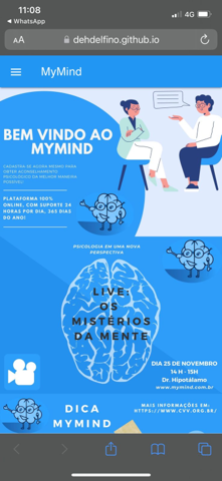 11:08
4G
WhatsApp
AA
dehdelfino.github.io
MyMind
BEM VINDO AO
MYMIND
CADASTRE-SE AGORA MESMO PARA
OBTER ACONSELHAMENTO
PSICOLÓGICO DA MELHOR MANEIRA
POSSÍVEL!
PLATAFORMA 100%
ONLINE, COM SUPORTE 24
HORAS POR DIA, 365 DIAS
DO ANO!
PSICOLOGIA EM UMA NOVA
PERSPECTIVA
LIVE:
OS
MISTÉRIOS
DA MENTE
DIA 25 DE NOVEMBRO
14 H - 15H
Dr. Hipotálamo
www.mymind.com.br
DICA
MYMIND
MAIS INFORMAÇÕES EM:
HTTPS://WWW.CVV.ORG.BR/